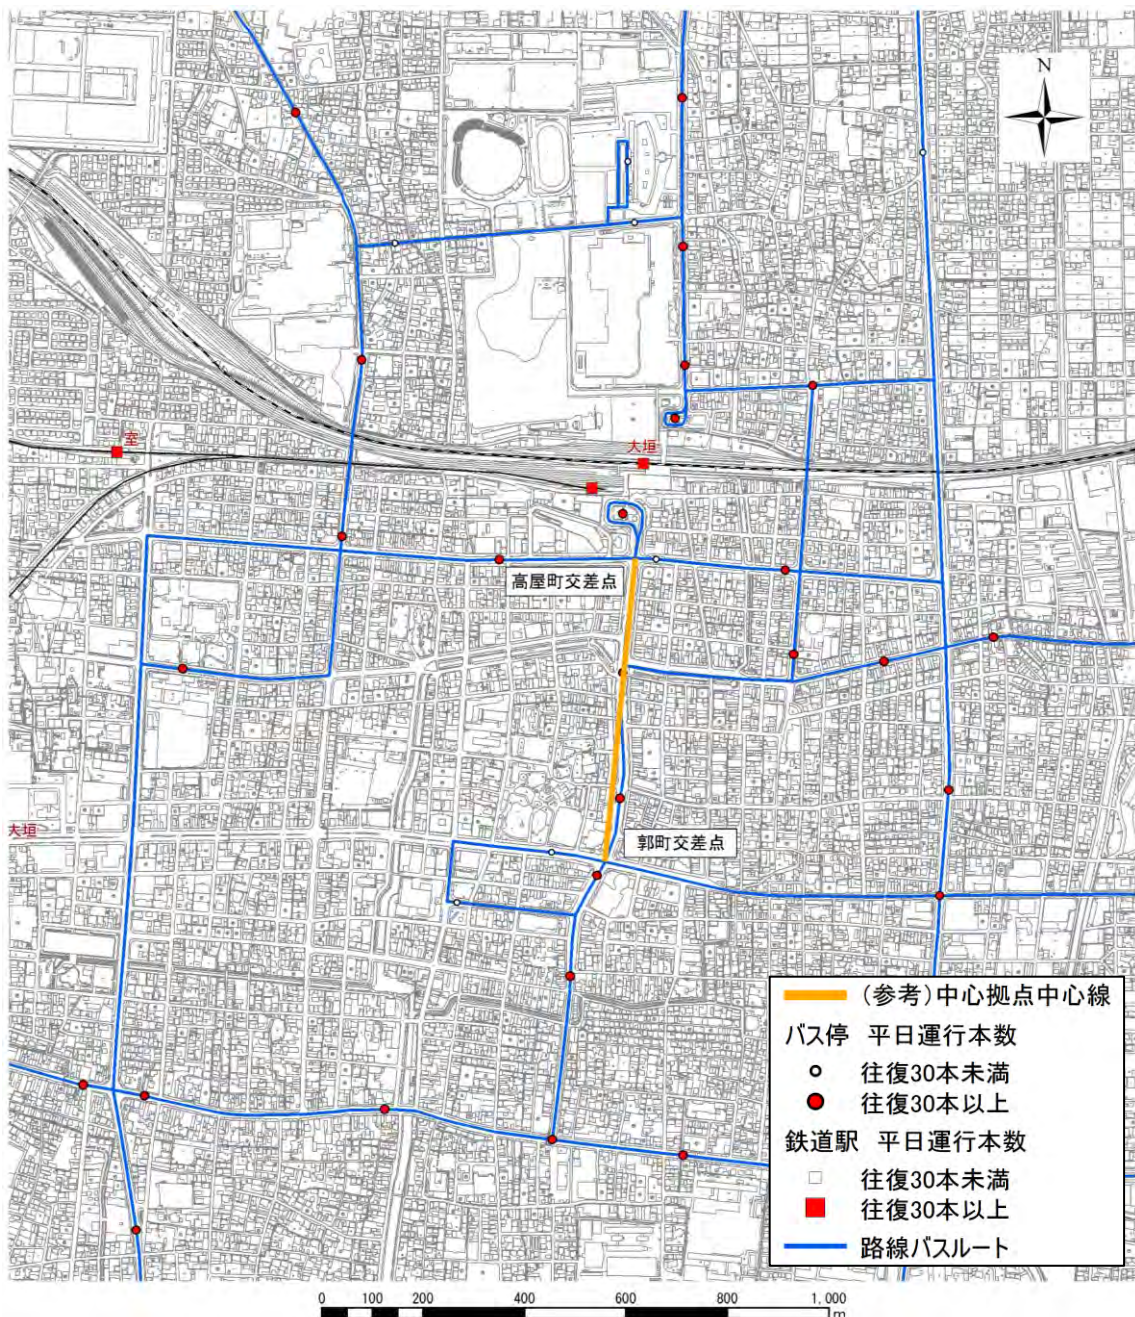 N
室
大垣
高屋町交差点
郭町交差点
大垣
(参考)中心拠点中心線
バス停 平日運行本数
往復30本未満
往復30本以上
鉄道駅 平日運行本数
往復30本未満
往復30本以上
路線バスルート
0 100 200 400 600 800 1,000
m